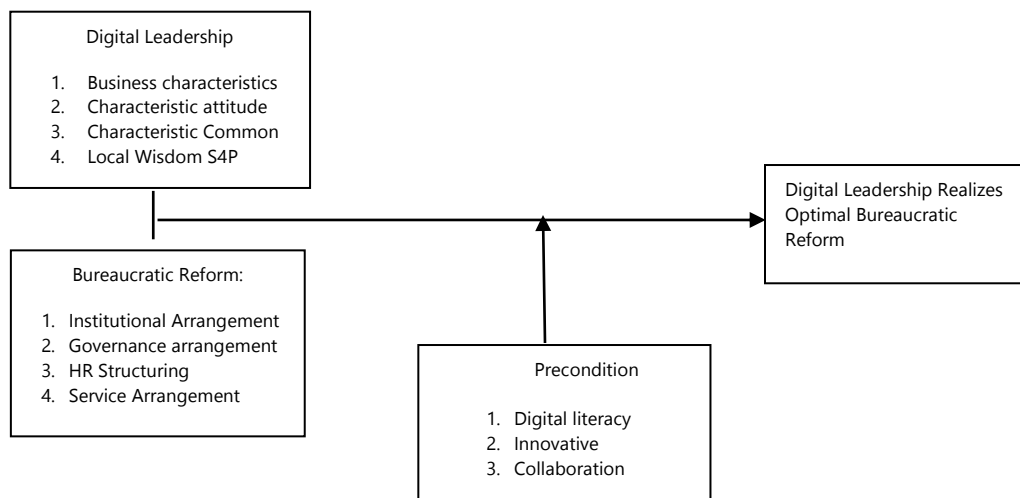 Digital Leadership
1. Business characteristics
2. Characteristic attitude
3. Characteristic Common
4. Local Wisdom S4P
Digital Leadership Realizes
Optimal Bureaucratic
Reform
Bureaucratic Reform:
1. Institutional Arrangement
2. Governance arrangement
3. HR Structuring
4. Service Arrangement
Precondition
1. Digital literacy
2. Innovative
3. Collaboration